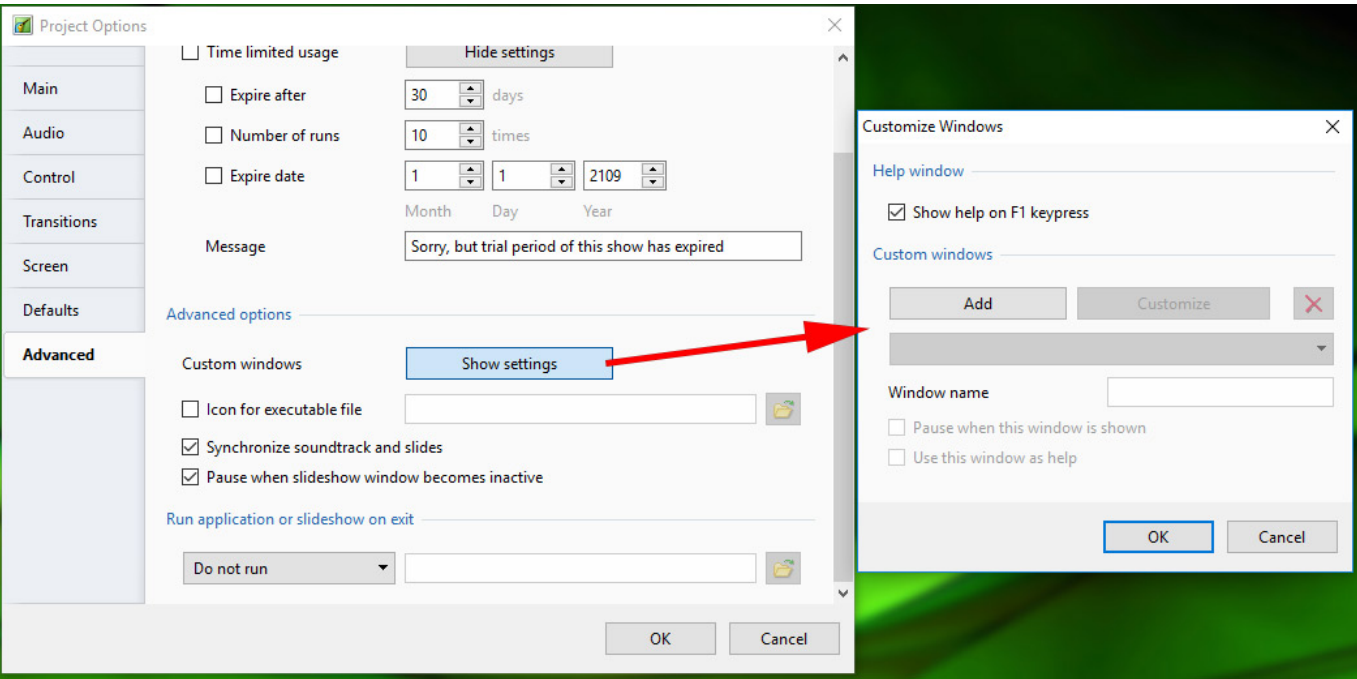 Project Options
Time limited usage Hide settings
Main
Expire after 30 days
Audio
Number of runs 10 times
Control
Expire date 1 1 2109
Month Day Year
Transitions
Message Sorry, but trial period of this show has expired
Screen
Defaults
Advanced options
Advanced
Custom windows Show settings
Icon for executable file
Synchronize soundtrack and slides
Pause when slideshow window becomes inactive
Run application or slideshow on exit
Do not run
OK Cancel
Customize Windows
Help window
Show help on F1 keypress
Custom windows
Add Customize
Window name
Pause when this window is shown
Use this window as help
OK Cancel